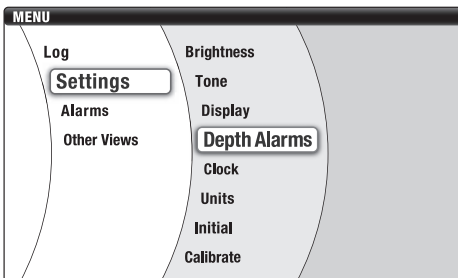 MENU
Log
Settings
Alarms
Other Views
Brightness
Tone
Display
Depth Alarms
Clock
Units
Initial
Calibrate